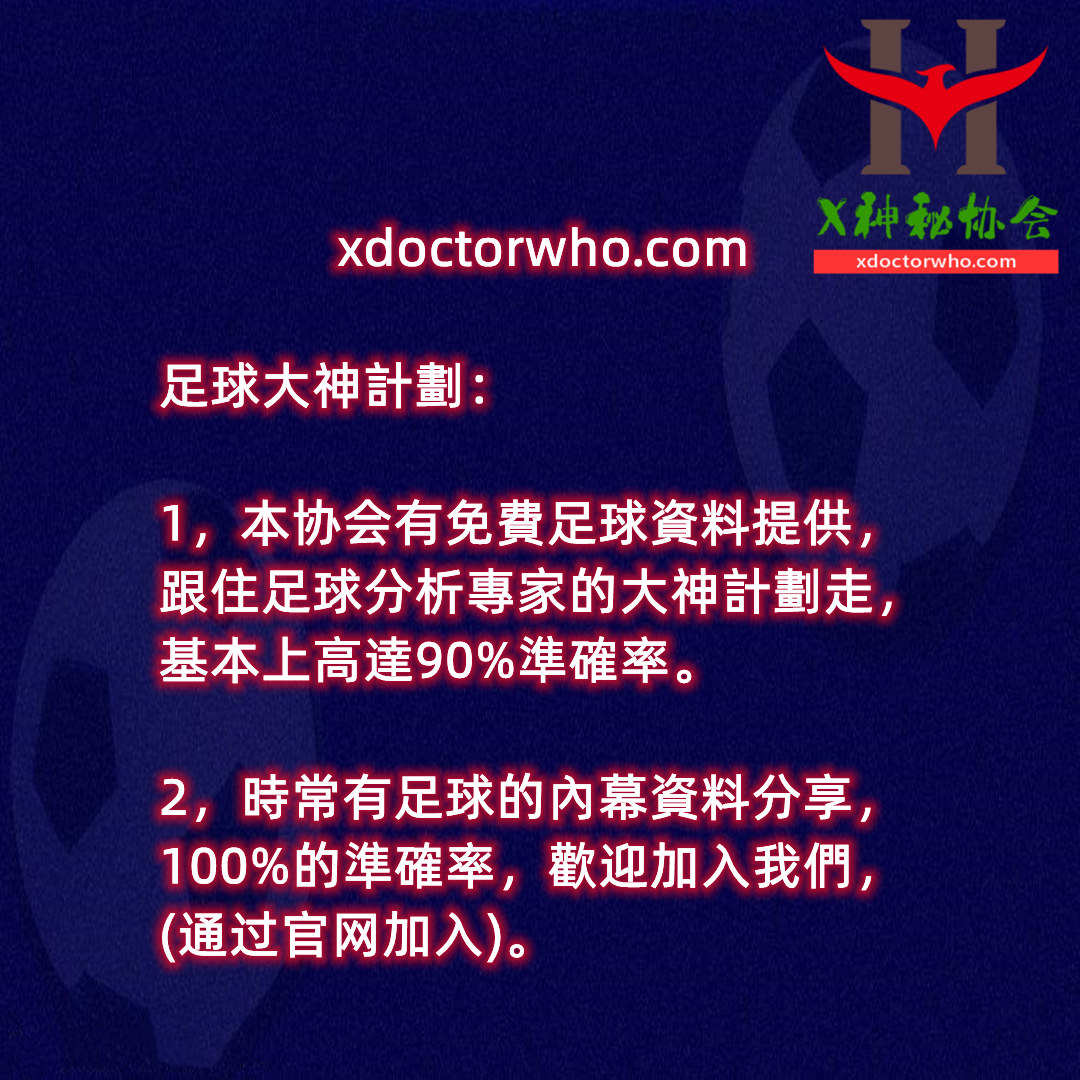 X神秘协会
xdoctorwho.com
xdoctorwho.com
足球大神計劃：
1，本协会有免費足球資料提供，
跟住足球分析專家的大神計劃走，
基本上高達90%準確率。
2，時常有足球的內幕資料分享，
100%的準確率，歡迎加入我們，
(通过官网加入)。